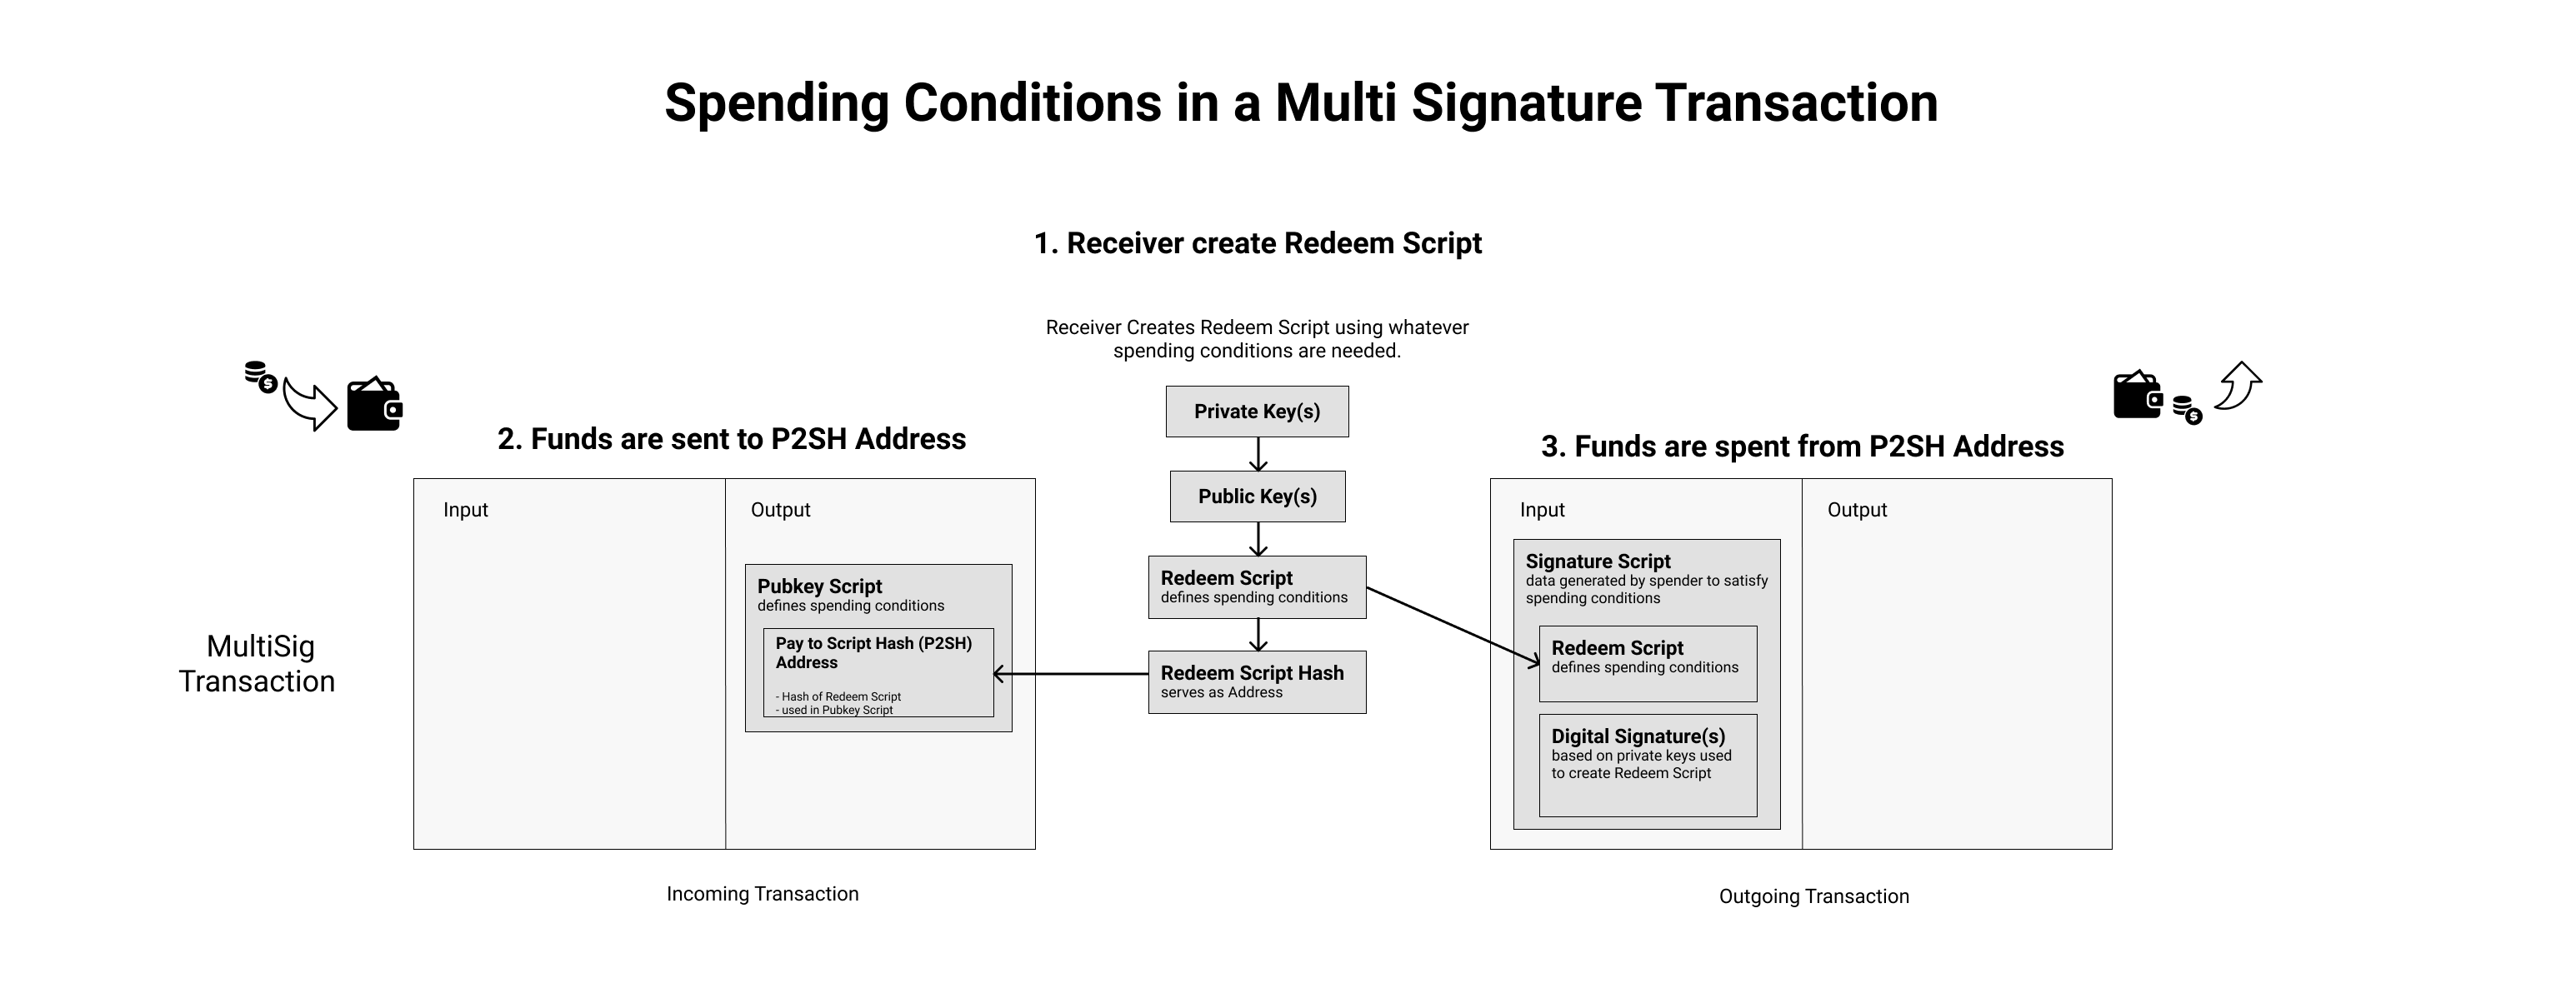 Spending Conditions in a Multi Signature Transaction
1. Receiver create Redeem Script
Receiver Creates Redeem Script using whatever
spending conditions are needed.
Private Key(s)
Public Key(s)
Redeem Script
defines spending conditions
Redeem Script Hash
serves as Address
MultiSig
Transaction
2. Funds are sent to P2SH Address
Input
Output
Pubkey Script
defines spending conditions
Pay to Script Hash (P2SH)
Address
- Hash of Redeem Script
- used in Pubkey Script
Incoming Transaction
3. Funds are spent from P2SH Address
Input
Output
Signature Script
data generated by spender to satisfy
spending conditions
Redeem Script
defines spending conditions
Digital Signature(s)
based on private keys used
to create Redeem Script
Outgoing Transaction